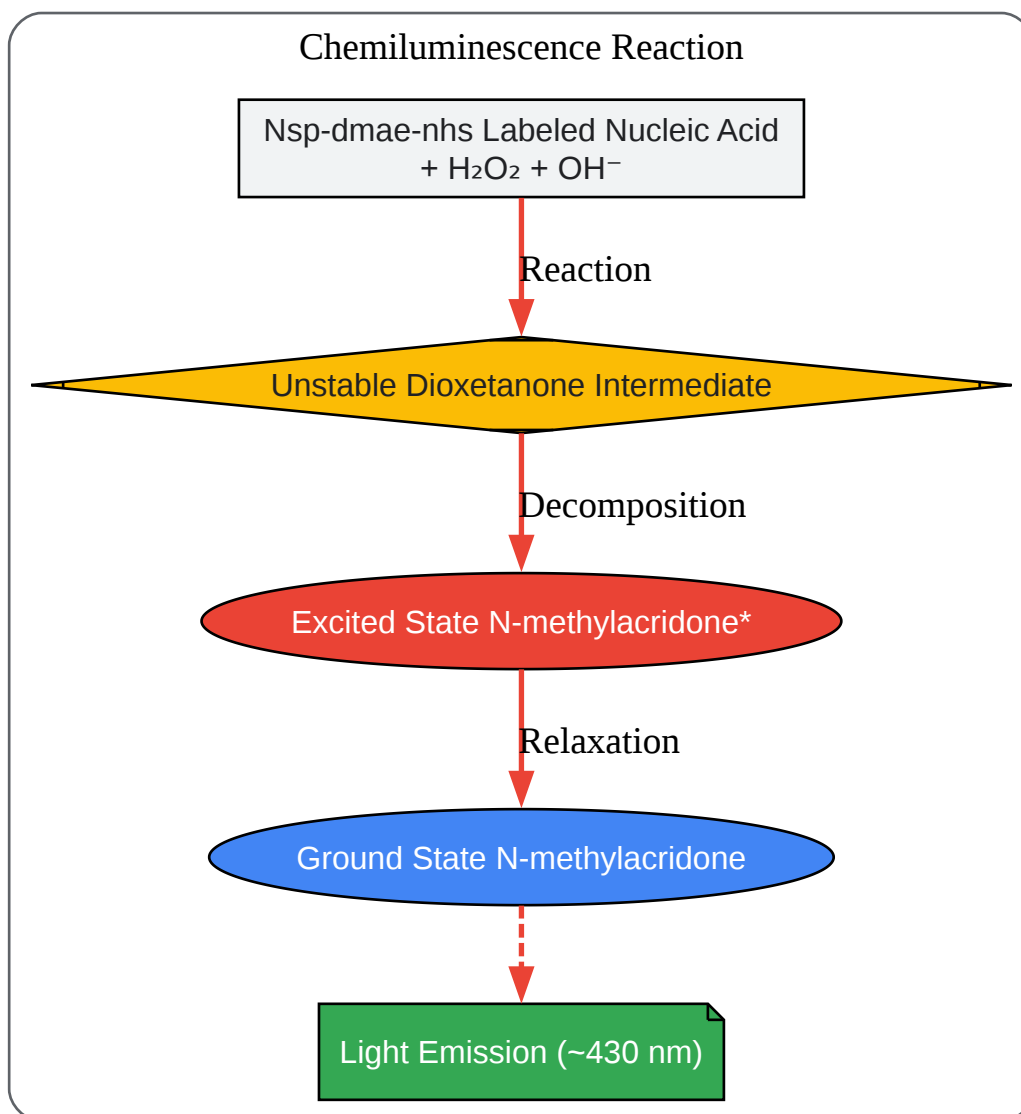 Chemiluminescence Reaction
Nsp-dmae-nhs Labeled Nucleic Acid
+ H₂O₂ + OH⁻
Reaction
Unstable Dioxetanone Intermediate
Decomposition
Excited State N-methylacridone*
Relaxation
Ground State N-methylacridone
Light Emission (~430 nm)